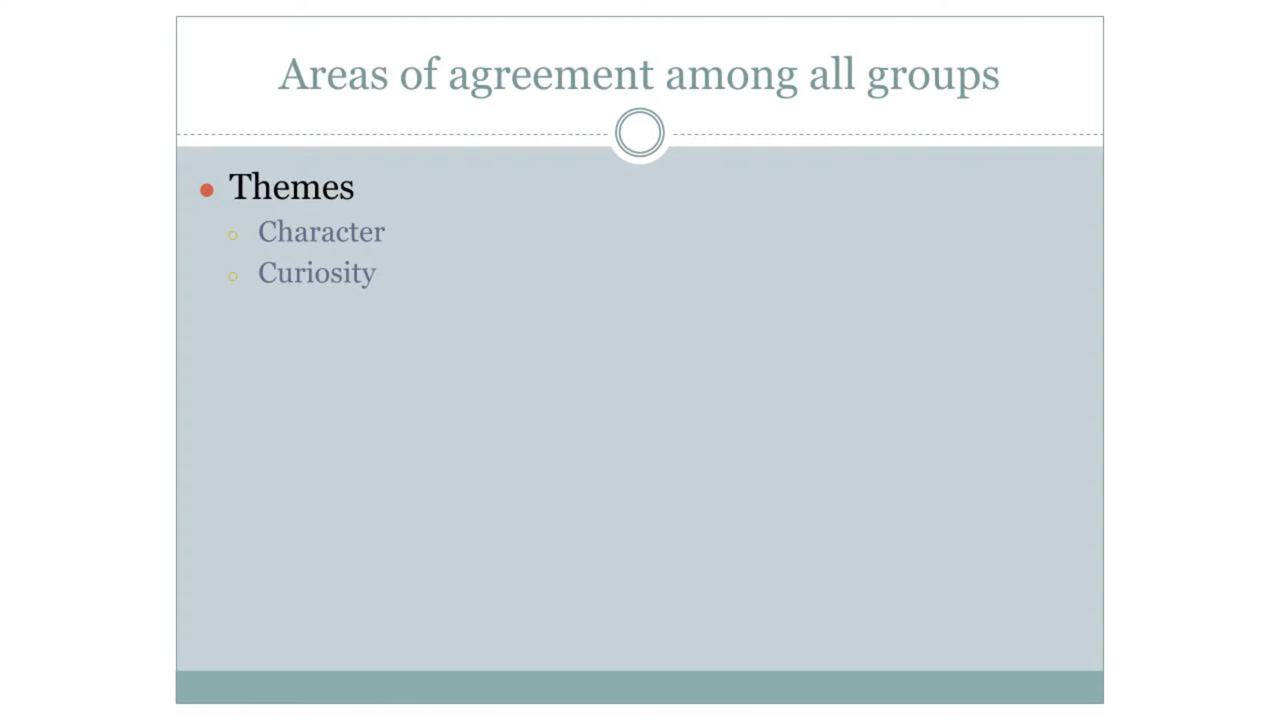 Areas of agreement among all groups
Themes
Character
Curiosity